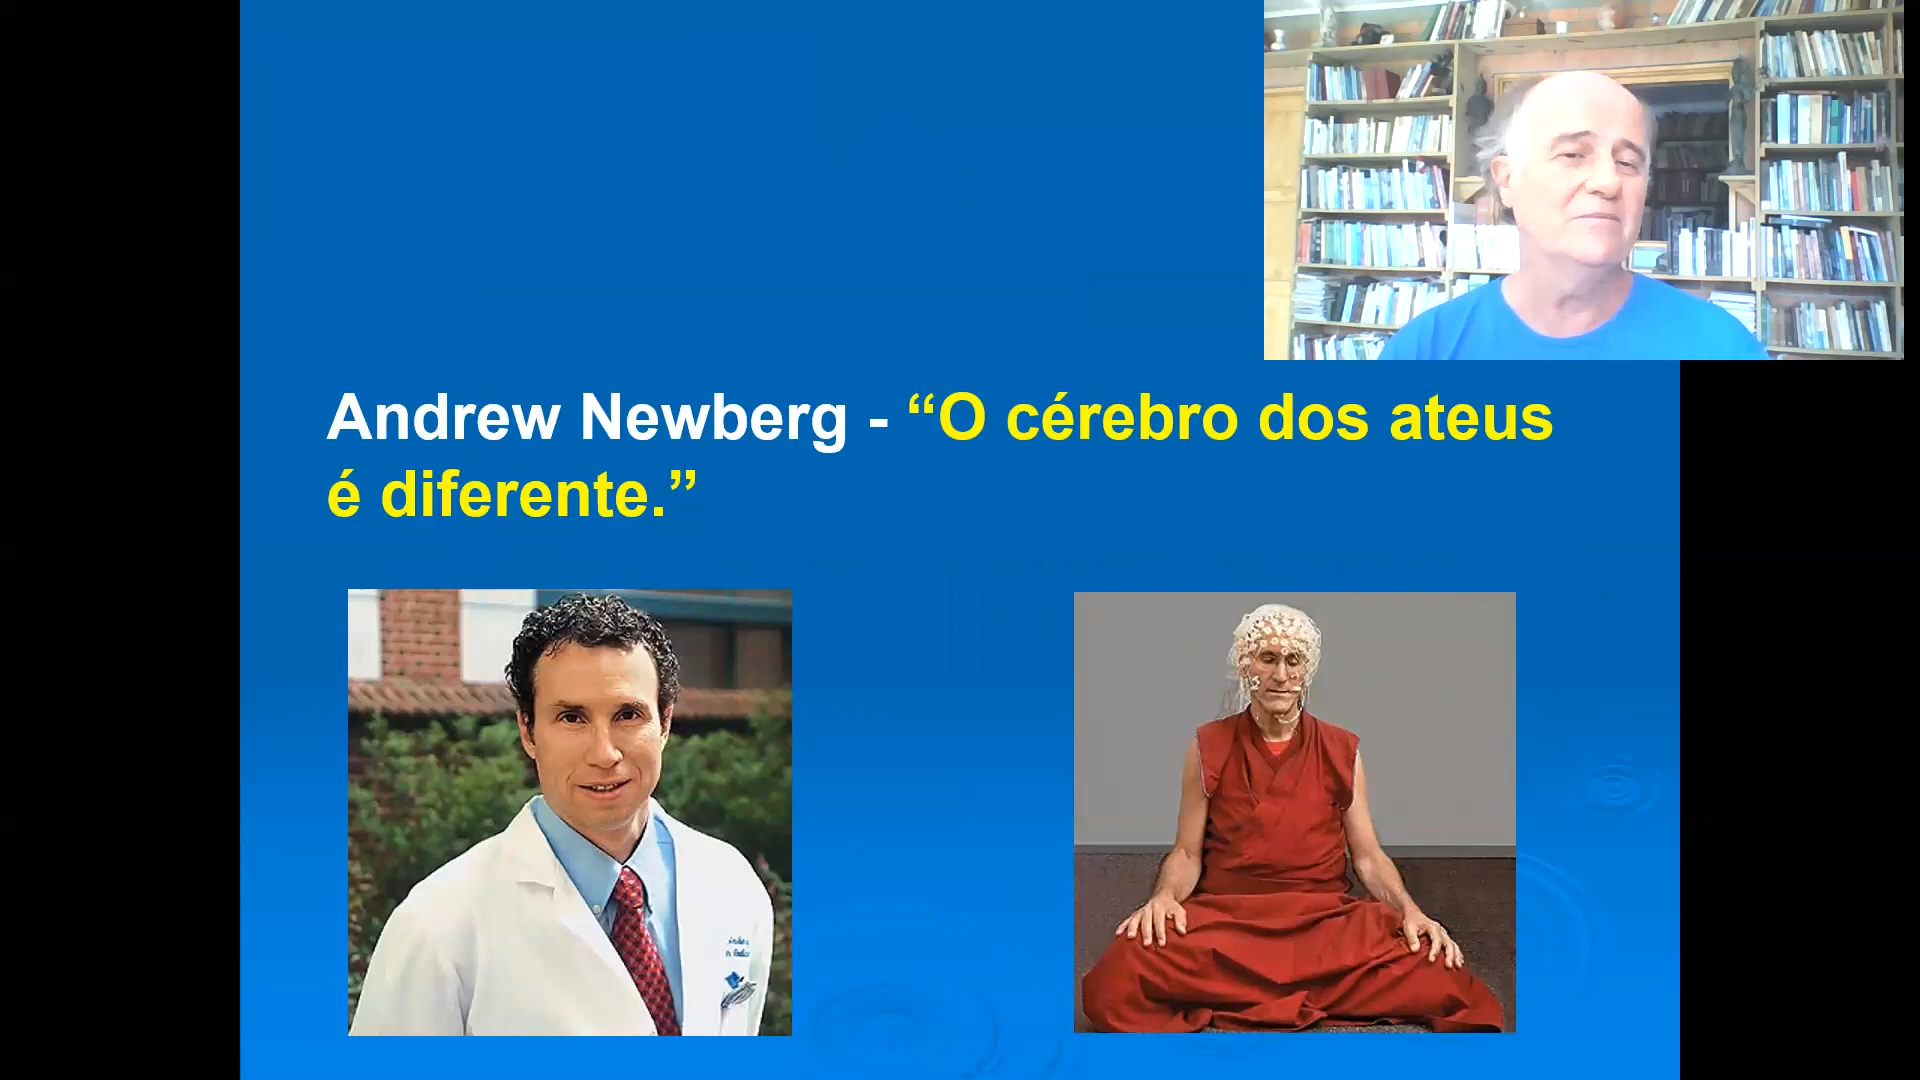 Andrew Newberg - “O cérebro dos ateus
é diferente.”